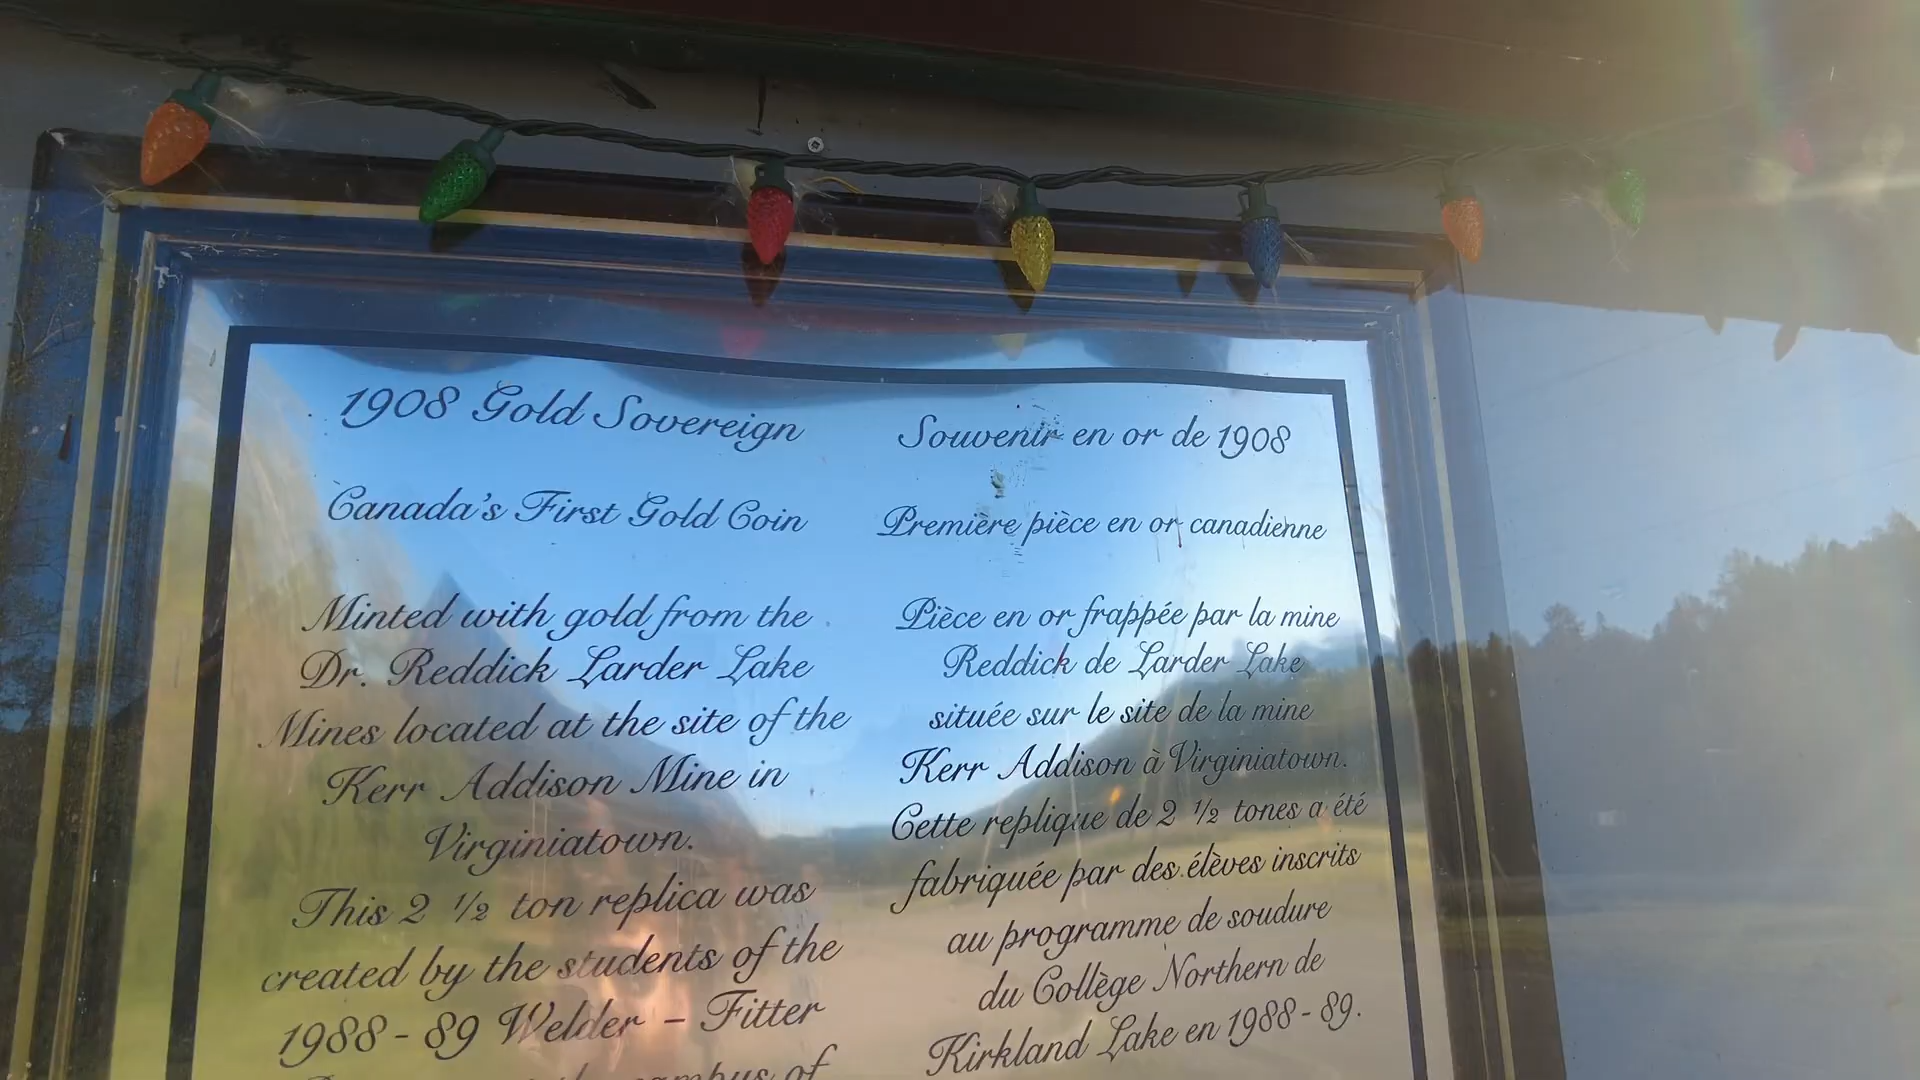 1908 Gold Sovereign
Canada's First Gold Coin
Minted with gold from the
Dr. Reddick Larder Lake
Mines located at the site of the
Kerr Addison Mine in
Virginiatown.
This 2 1/2 ton replica was
created by the students of the
1988 - 89 Welder - Fitter
campus of
Souvenir en or de 1908
Première pièce en or canadienne
Pièce en or frappée par la mine
Reddick de Larder Lake
située sur le site de la mine
Kerr Addison à Virginiatown.
Cette replique de 2 1/2 tones a été
fabriquée par des élèves inscrits
au programme de soudure
du Collège Northern de
Kirkland Lake en 1988 - 89.